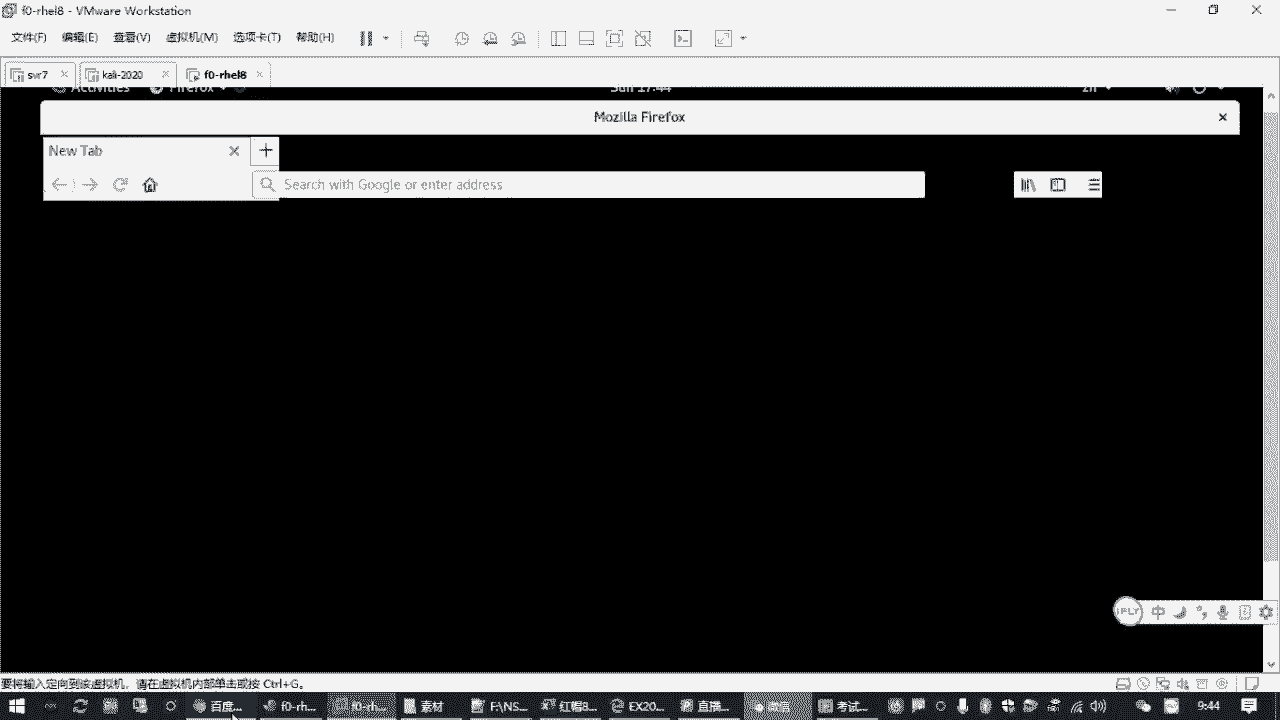 f0-rhel8 - VMware Workstation
文件(F) 编辑(E) 查看(V) 虚拟机(M) 选项卡(T) 帮助(H)
svr7 kali-2020 f0-rhel8
Activities Firefox Sun 17:44 zh
Mozilla Firefox
New Tab
Search with Google or enter address
iFLY 中
要将输入定向到该虚拟机，请在虚拟机内部单击或按 Ctrl+G。
百度... f0-rh... f0-rh... 素材 F:\NS... 红帽8... EX20... 直播... 考试... 9:44